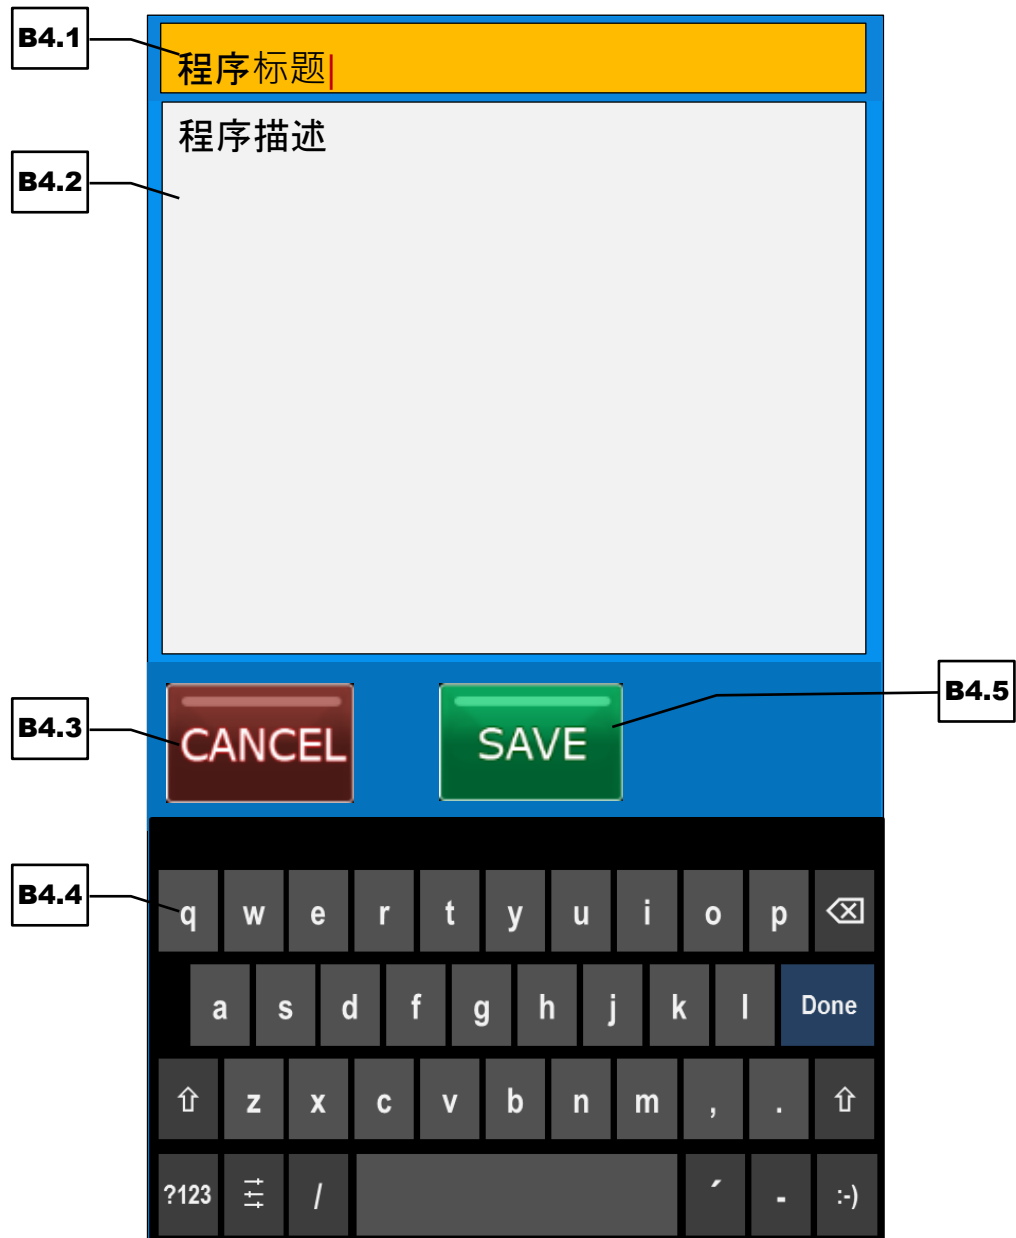 B4.1
程序标题
程序描述
B4.2
B4.3
CANCEL
SAVE
B4.5
B4.4
q w e r t y u i o p
a s d f g h j k l Done
z x c v b n m , .
?123 / ´ - :-)